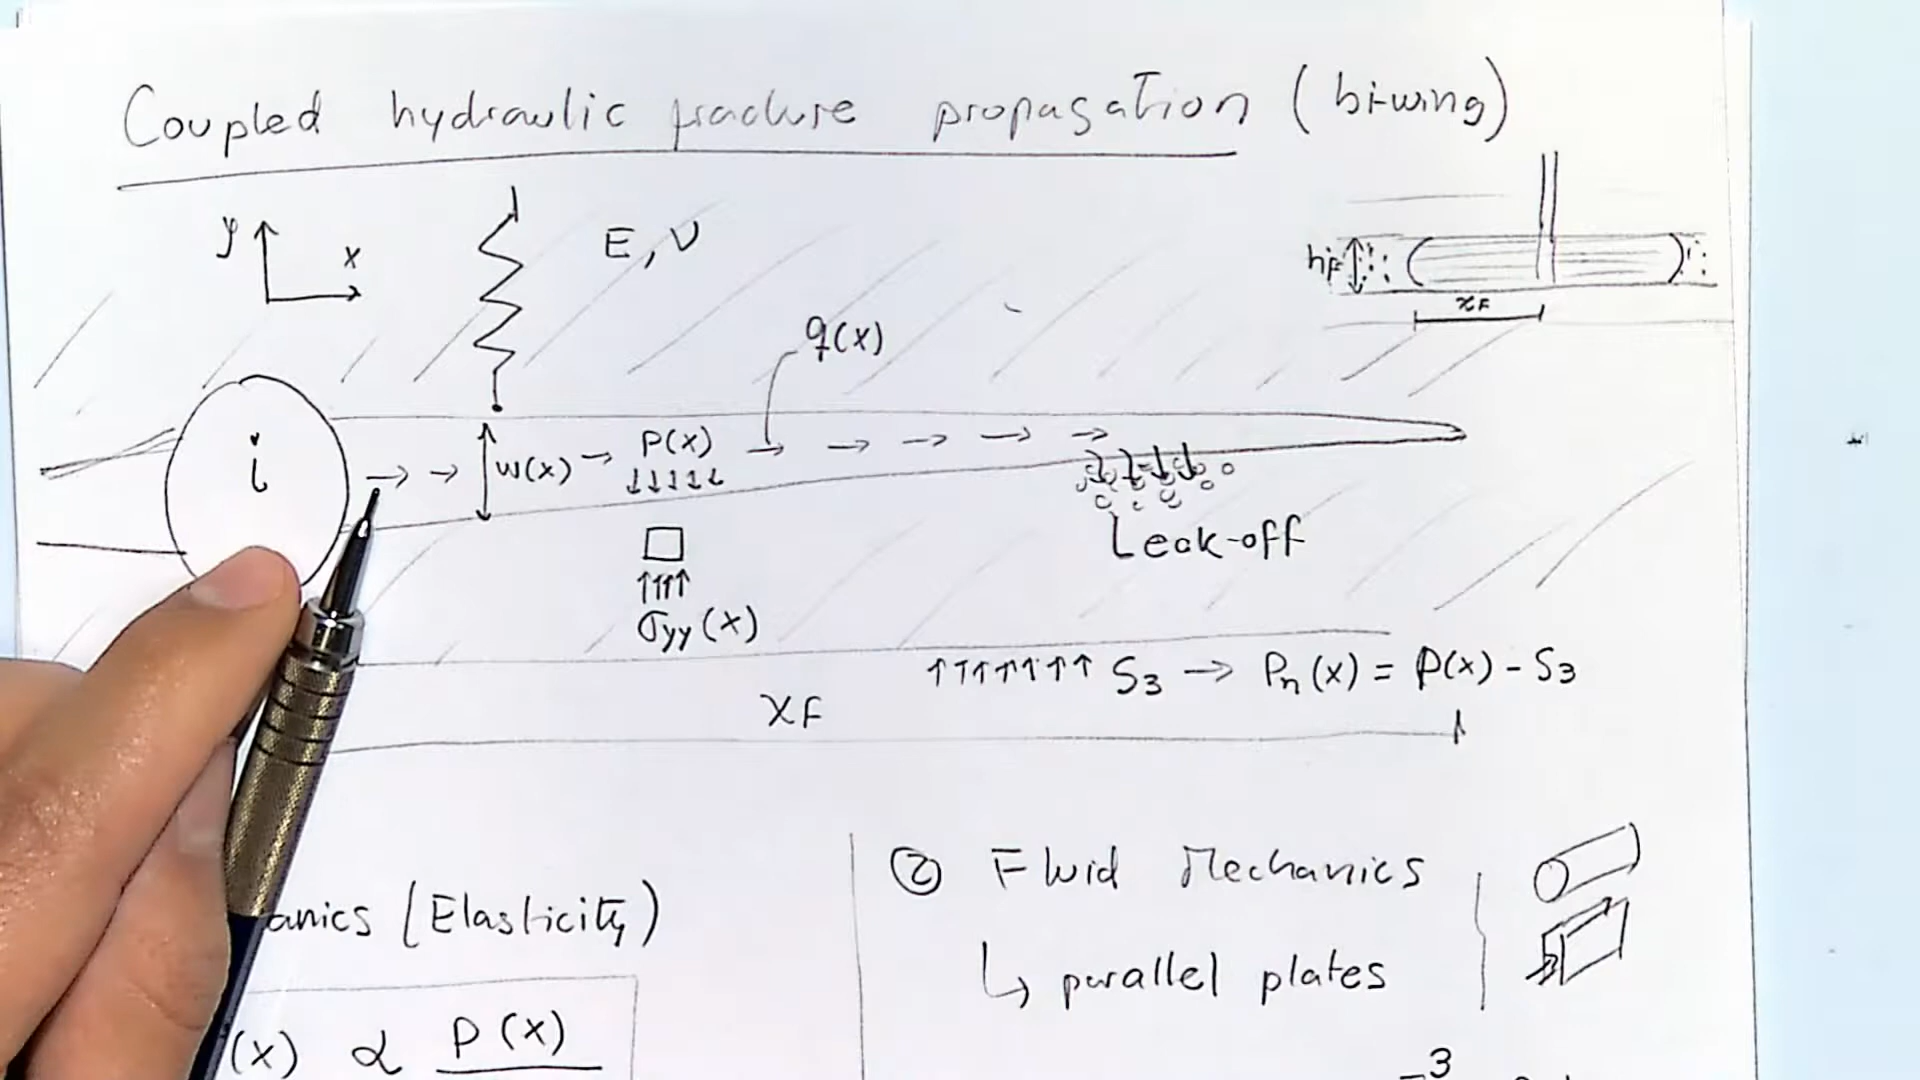 Coupled hydraulic fracture propagation (bi-wing)
y
x
E, ν
hF
xF
q(x)
i
w(x)
P(x)
Leak-off
σyy(x)
S3 → Pn(x) = P(x) - S3
xF
② Fluid Mechanics
anics (Elasticity)
↳ parallel plates
(x) ∝ P(x)
3